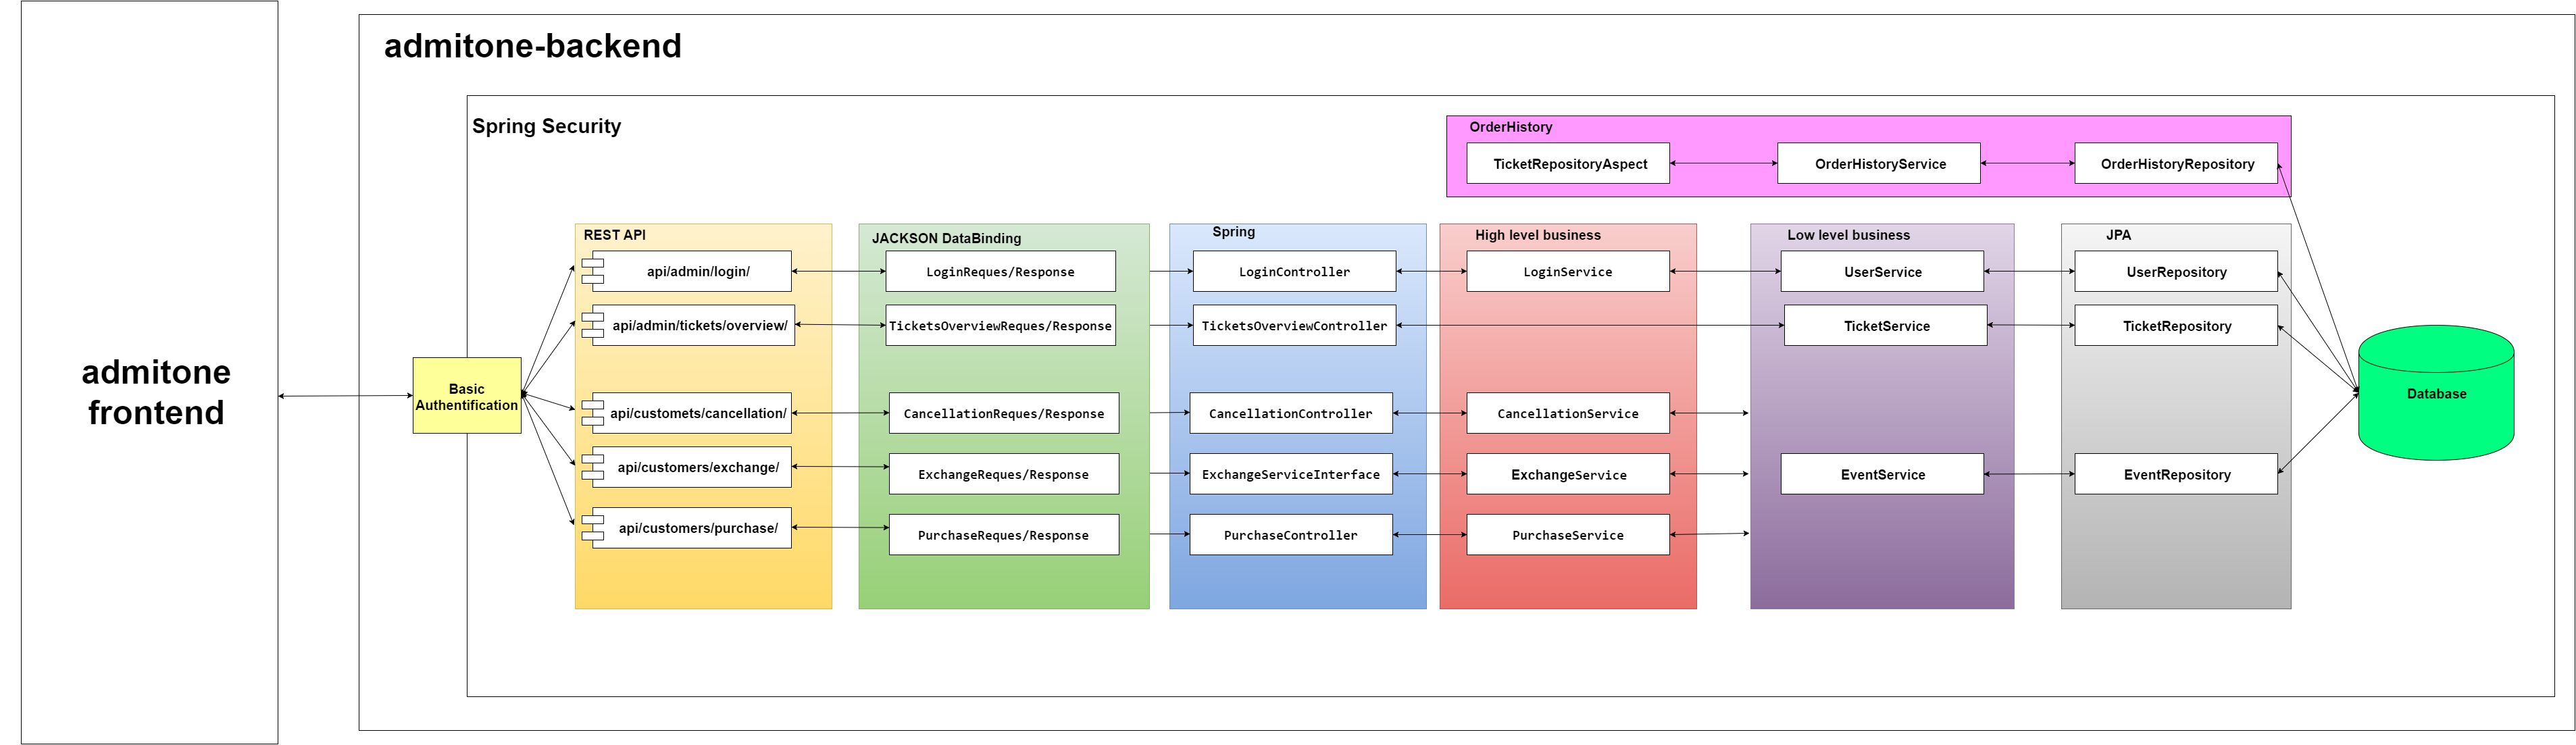 admitone
frontend
admitone-backend
Spring Security
Basic
Authentification
OrderHistory
TicketRepositoryAspect
OrderHistoryService
OrderHistoryRepository
REST API
api/admin/login/
api/admin/tickets/overview/
api/customets/cancellation/
api/customers/exchange/
api/customers/purchase/
JACKSON DataBinding
LoginReques/Response
TicketsOverviewReques/Response
CancellationReques/Response
ExchangeReques/Response
PurchaseReques/Response
Spring
LoginController
TicketsOverviewController
CancellationController
ExchangeServiceInterface
PurchaseController
High level business
LoginService
CancellationService
ExchangeService
PurchaseService
Low level business
UserService
TicketService
EventService
JPA
UserRepository
TicketRepository
EventRepository
Database